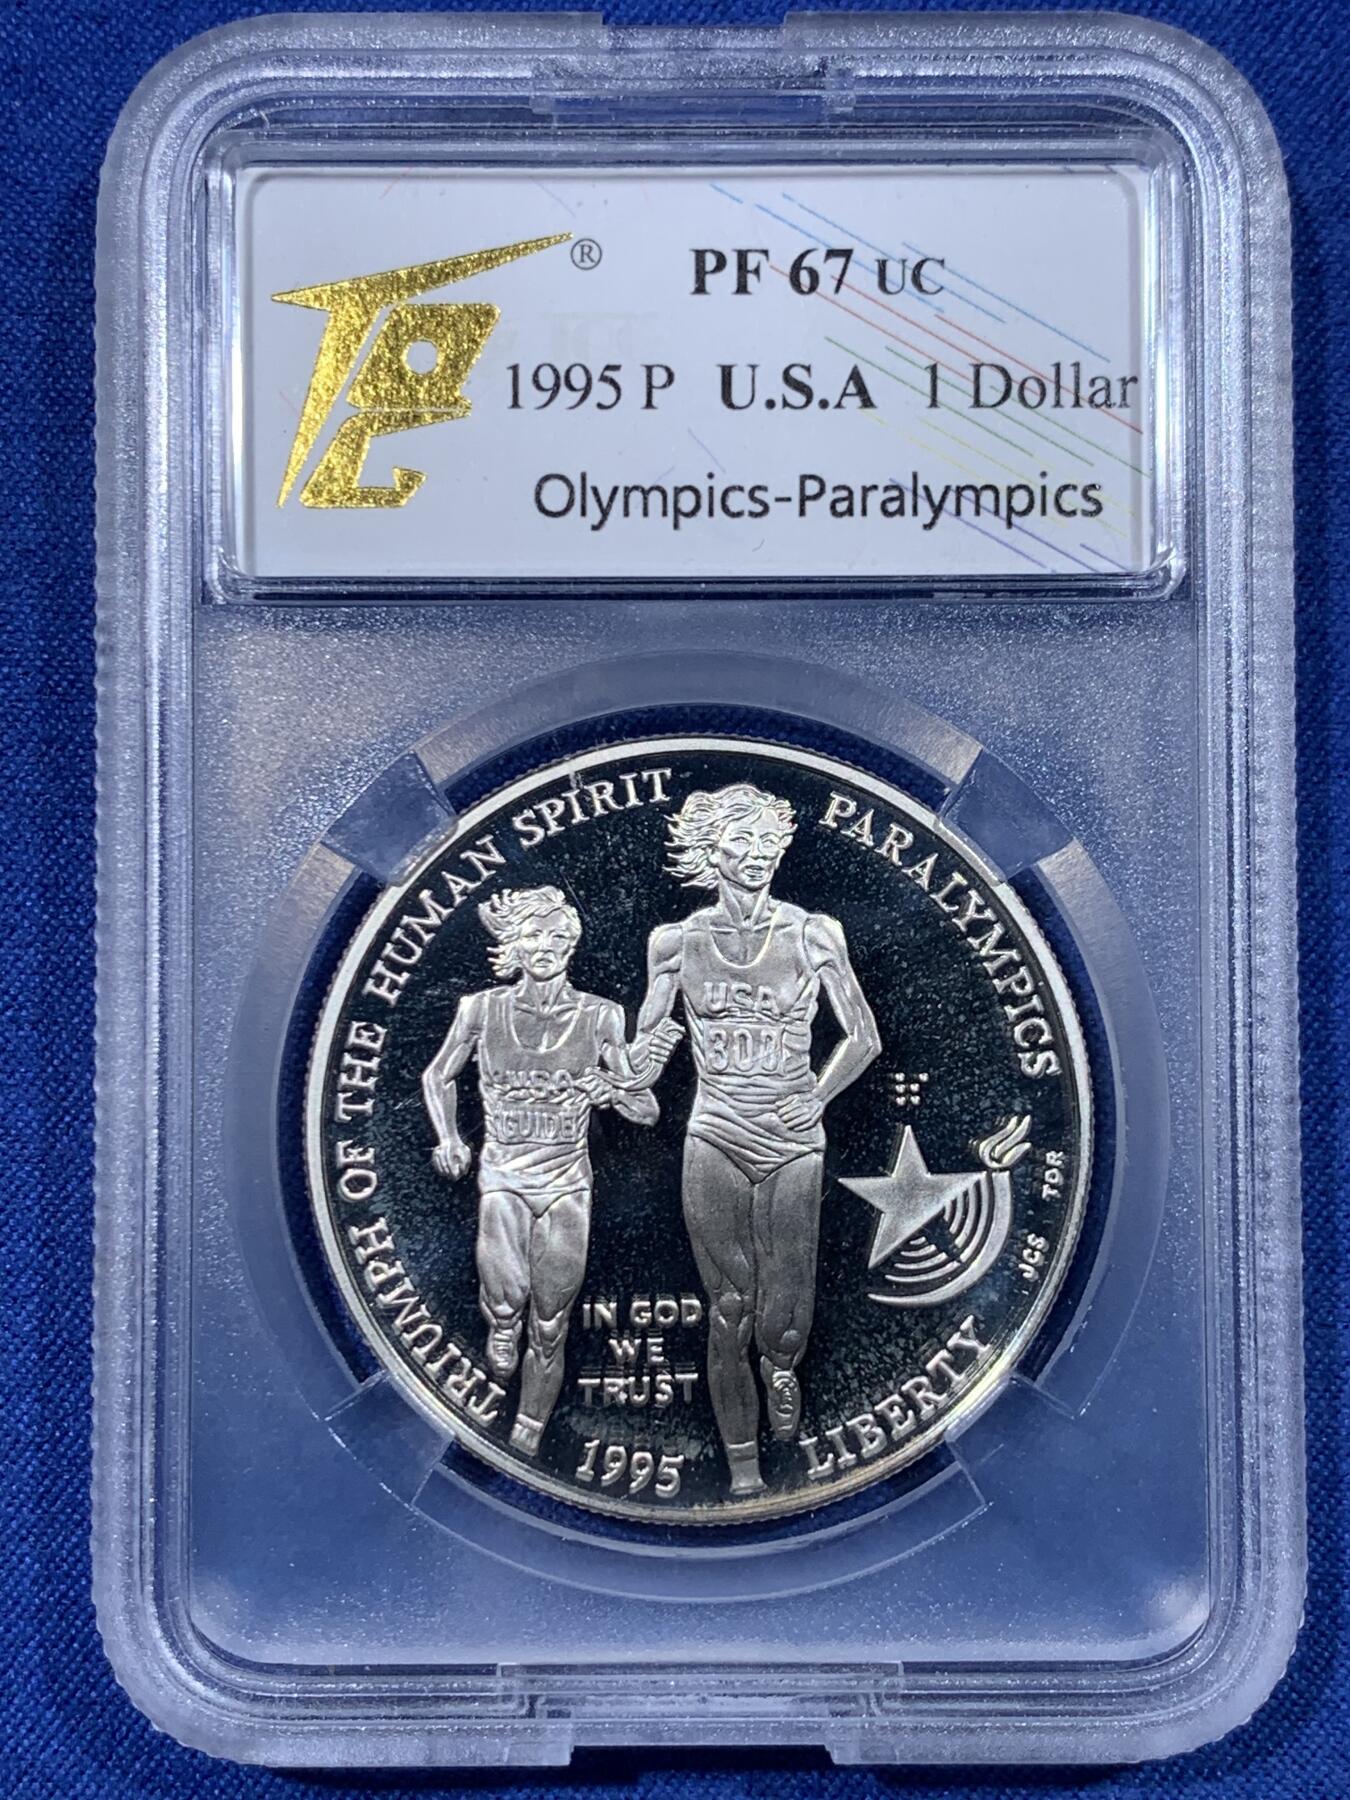 ®
PF 67 UC
1995 P U.S.A 1 Dollar
Olympics-Paralympics
TRIUMPH OF THE HUMAN SPIRIT
PARALYMPICS
USA
300
USA
GUIDE
IN GOD
WE
TRUST
1995
LIBERTY
JCS TDR